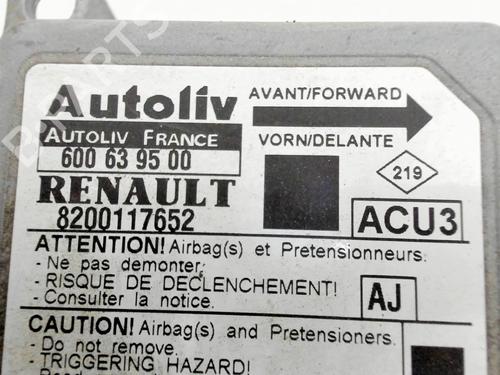 Autoliv
AVANT/FORWARD
AUTOLIV FRANCE
VORN/DELANTE
600 63 95 00
219
RENAULT
8200117652
ACU3
ATTENTION! Airbag(s) et Pretensionneurs.
- Ne pas demonter.
- RISQUE DE DECLENCHEMENT!
- Consulter la notice.
AJ
CAUTION! Airbag(s) and Pretensioners.
- Do not remove.
- TRIGGERING HAZARD!